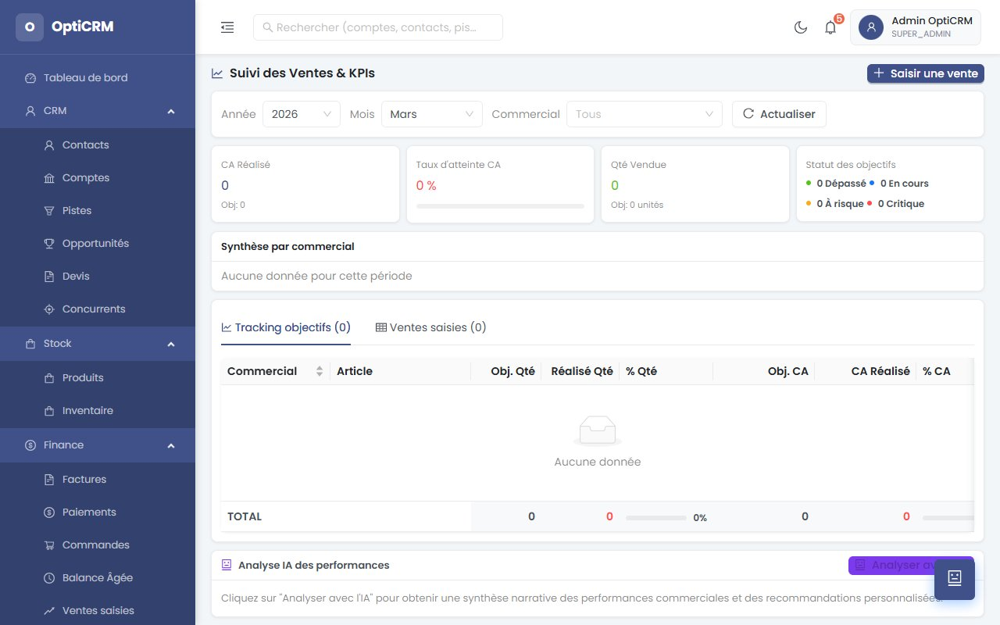 O OptiCRM
Rechercher (comptes, contacts, pis...
5
Admin OptiCRM
SUPER_ADMIN
Tableau de bord
CRM
Contacts
Comptes
Pistes
Opportunités
Devis
Concurrents
Stock
Produits
Inventaire
Finance
Factures
Paiements
Commandes
Balance Âgée
Ventes saisies
Suivi des Ventes & KPIs
Saisir une vente
Année 2026 Mois Mars Commercial Tous Actualiser
CA Réalisé
0
Obj: 0
Taux d'atteinte CA
0 %
Qté Vendue
0
Obj: 0 unités
Statut des objectifs
0 Dépassé 0 En cours
0 À risque 0 Critique
Synthèse par commercial
Aucune donnée pour cette période
Tracking objectifs (0) Ventes saisies (0)
Commercial Article Obj. Qté Réalisé Qté % Qté Obj. CA CA Réalisé % CA
Aucune donnée
TOTAL 0 0 0% 0 0
Analyse IA des performances
Analyser
Cliquez sur "Analyser avec l'IA" pour obtenir une synthèse narrative des performances commerciales et des recommandations personnalisées.